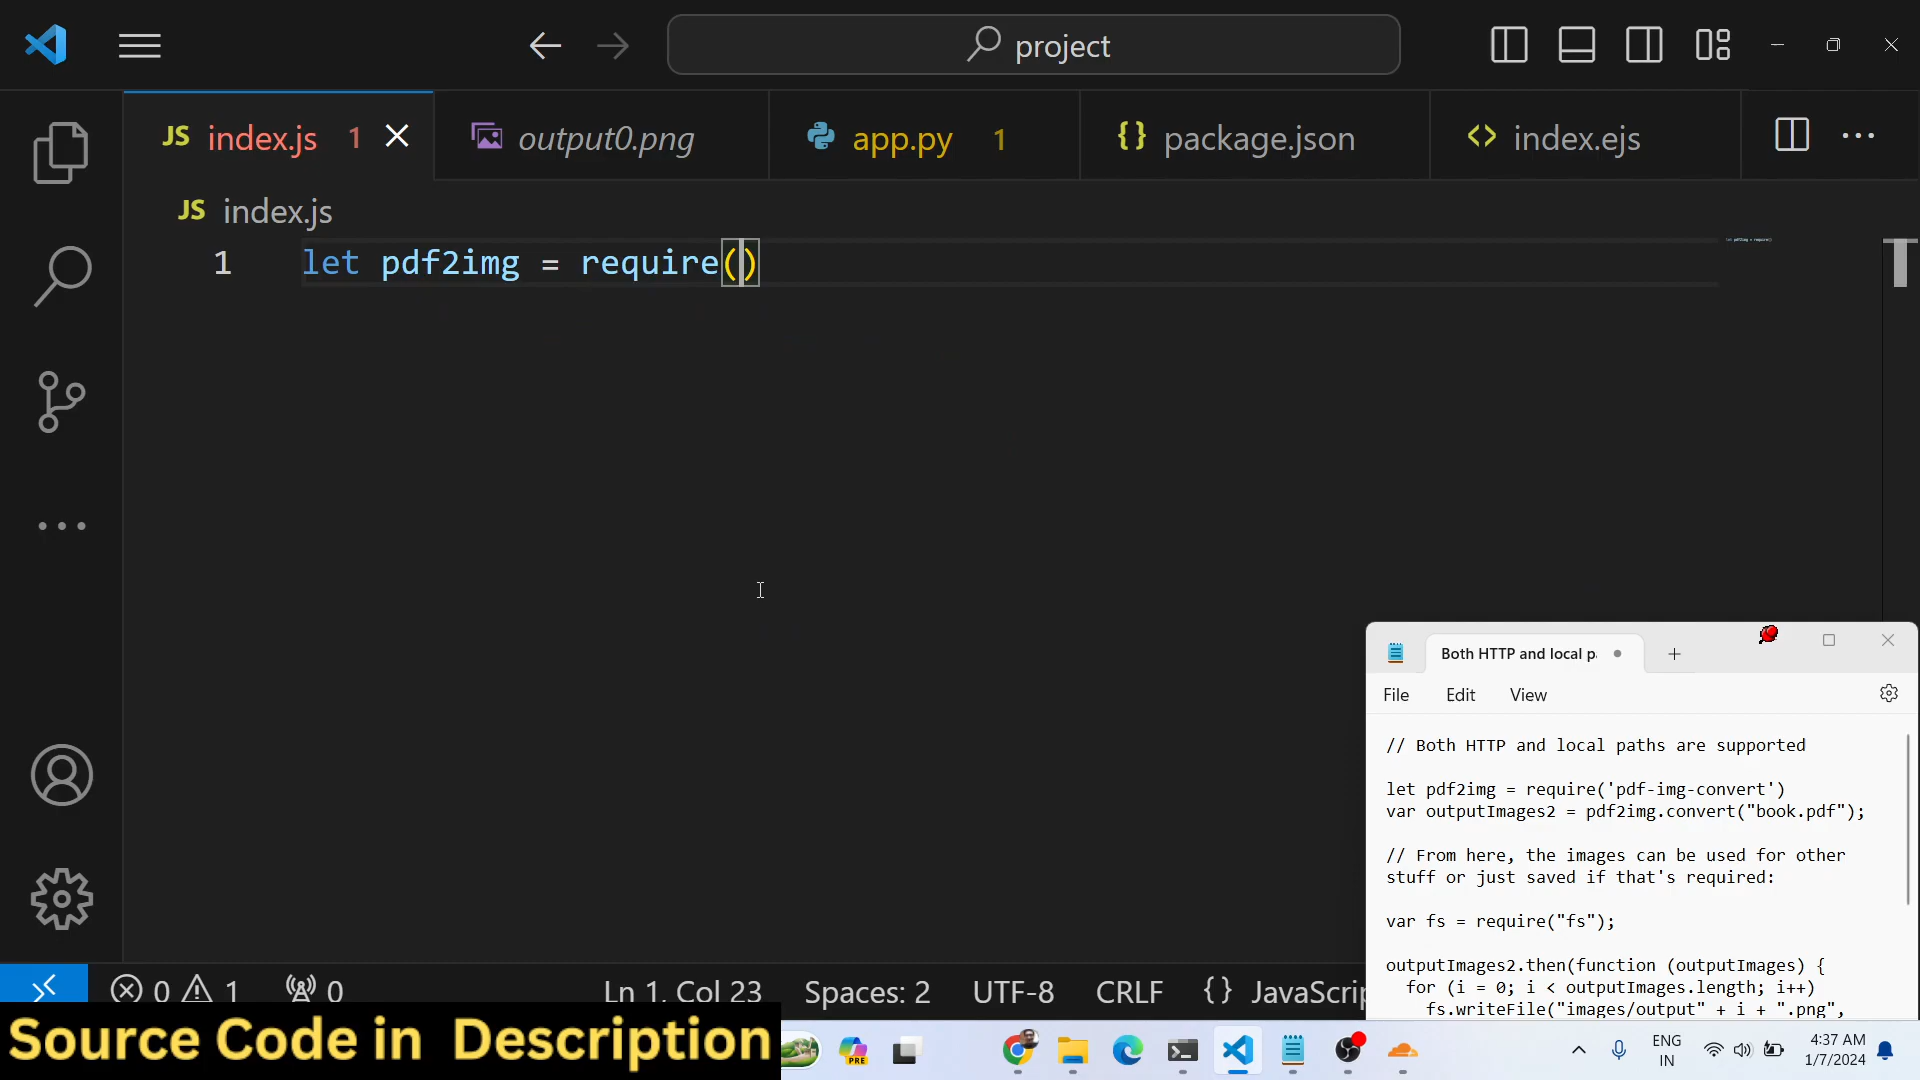 project
JS index.js 1
output0.png
app.py 1
{} package.json
<> index.ejs
JS index.js
1 let pdf2img = require()
Both HTTP and local p
File Edit View
// Both HTTP and local paths are supported
let pdf2img = require('pdf-img-convert')
var outputImages2 = pdf2img.convert("book.pdf");
// From here, the images can be used for other
stuff or just saved if that's required:
var fs = require("fs");
outputImages2.then(function (outputImages) {
for (i = 0; i < outputImages.length; i++)
fs.writeFile("images/output" + i + ".png",
0 1 0 Ln 1, Col 23 Spaces: 2 UTF-8 CRLF {} JavaScrip
Source Code in Description
PRE
ENG
IN
4:37 AM
1/7/2024